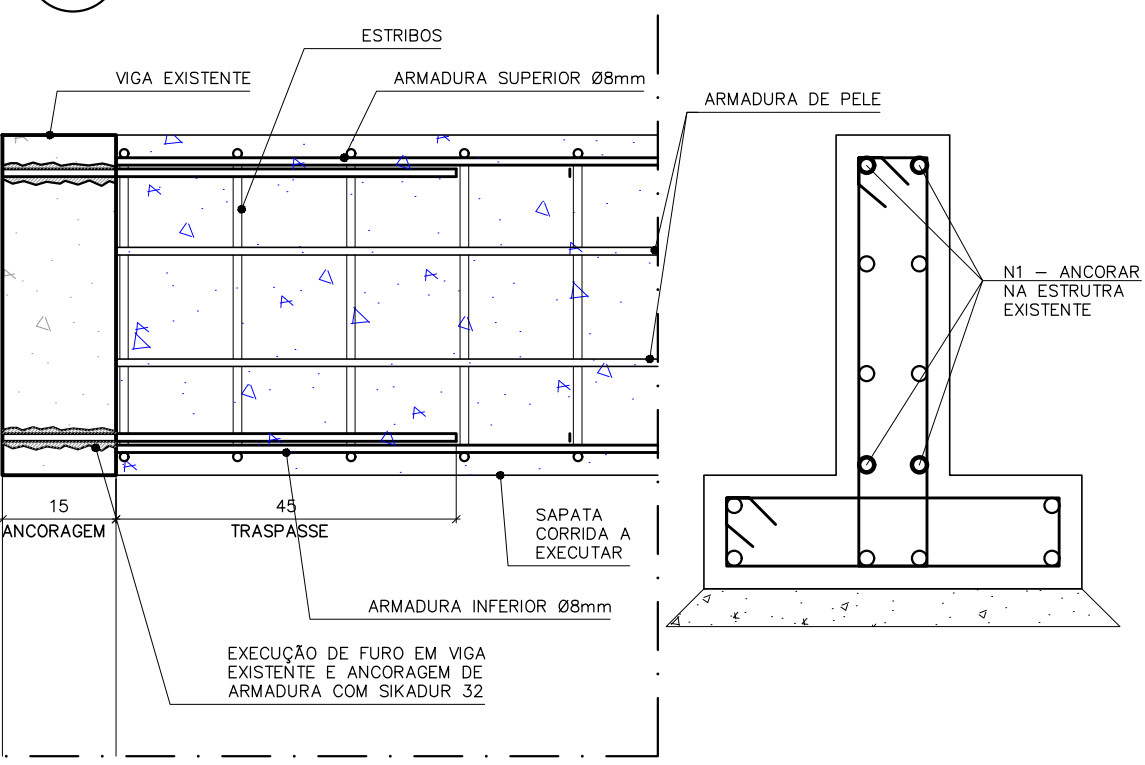 ESTRIBOS
VIGA EXISTENTE
ARMADURA SUPERIOR Ø8mm
ARMADURA DE PELE
N1 – ANCORAR
NA ESTRUTRA
EXISTENTE
15
ANCORAGEM
45
TRASPASSE
SAPATA
CORRIDA A
EXECUTAR
ARMADURA INFERIOR Ø8mm
EXECUÇÃO DE FURO EM VIGA
EXISTENTE E ANCORAGEM DE
ARMADURA COM SIKADUR 32